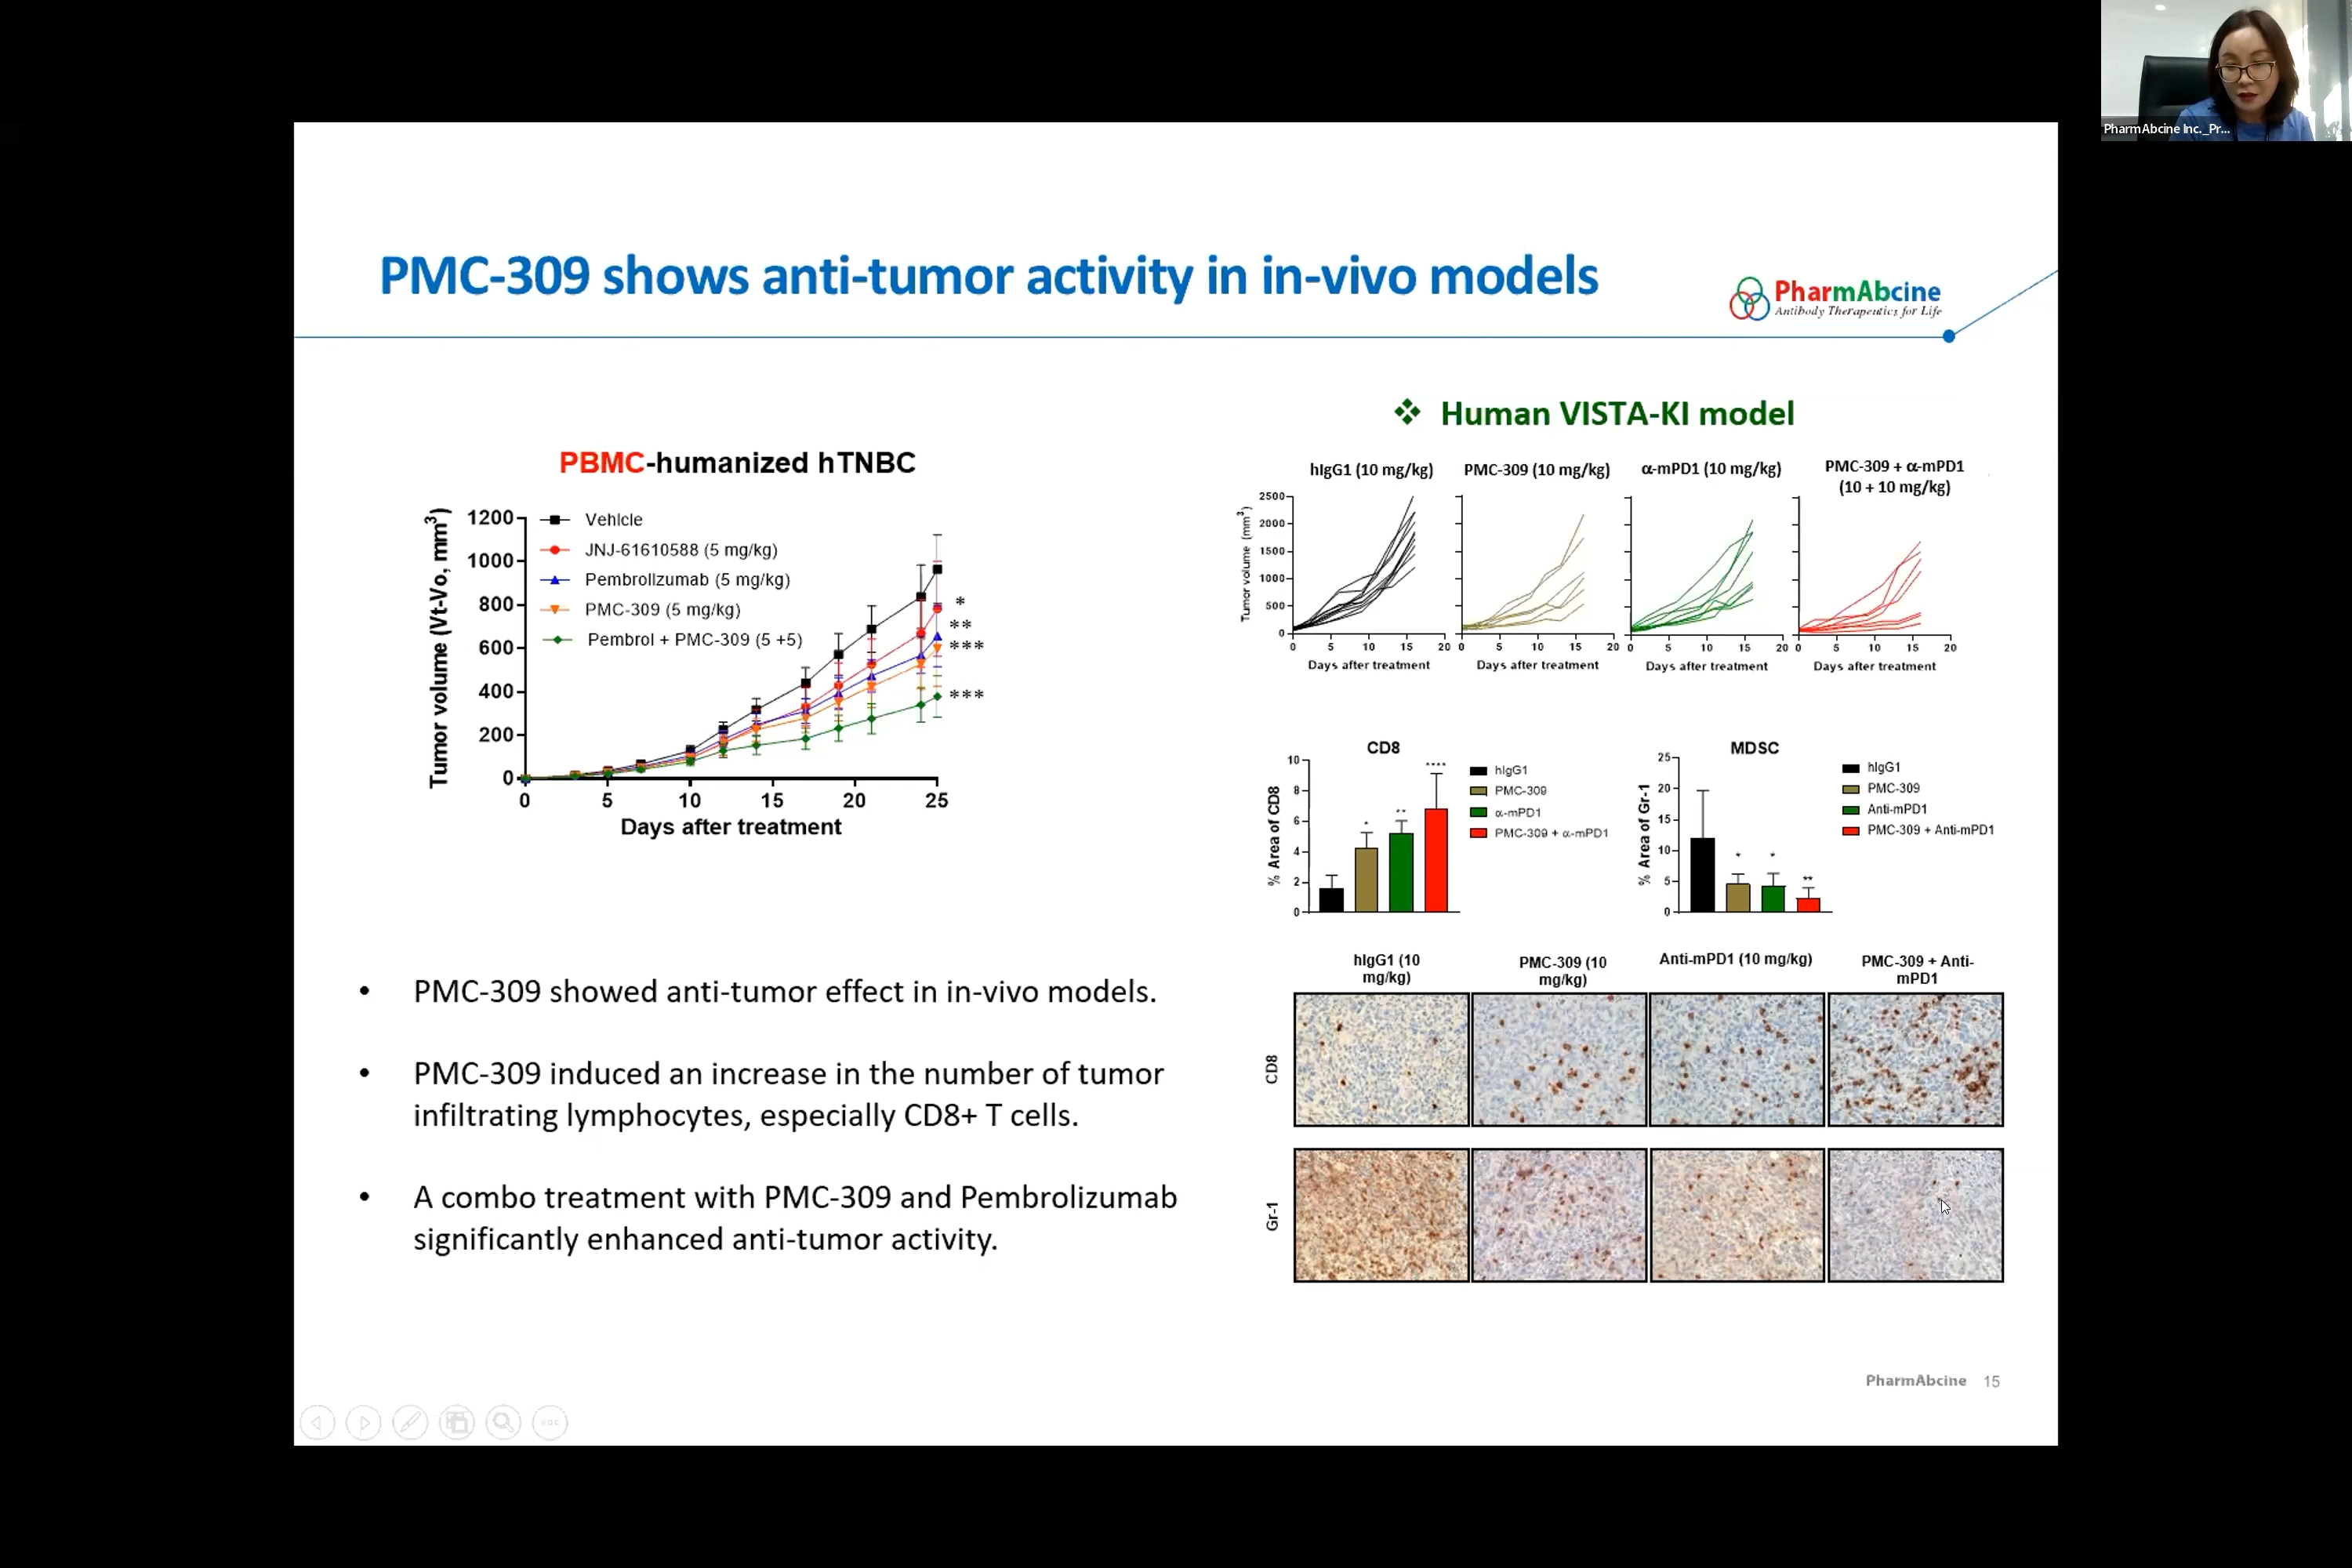 PharmAbcine Inc._Pr...
PMC-309 shows anti-tumor activity in in-vivo models
PharmAbcine
Antibody Therapeutics for Life
PBMC-humanized hTNBC
Tumor volume (Vt-Vo, mm3)
1200
1000
800
600
400
200
0
Vehicle
JNJ-61610588 (5 mg/kg)
Pembrolizumab (5 mg/kg)
PMC-309 (5 mg/kg)
Pembrol + PMC-309 (5 +5)
*
**
***
***
0 5 10 15 20 25
Days after treatment
❖ Human VISTA-KI model
hIgG1 (10 mg/kg)
PMC-309 (10 mg/kg)
α-mPD1 (10 mg/kg)
PMC-309 + α-mPD1
(10 + 10 mg/kg)
Tumor volume (mm3)
2500
2000
1500
1000
500
0
0 5 10 15 20
0 5 10 15 20
0 5 10 15 20
0 5 10 15 20
Days after treatment
Days after treatment
Days after treatment
Days after treatment
CD8
% Area of CD8
10
8
6
4
2
0
*
**
****
hIgG1
PMC-309
α-mPD1
PMC-309 + α-mPD1
MDSC
% Area of Gr-1
25
20
15
10
5
0
*
*
**
hIgG1
PMC-309
Anti-mPD1
PMC-309 + Anti-mPD1
hIgG1 (10
mg/kg)
PMC-309 (10
mg/kg)
Anti-mPD1 (10 mg/kg)
PMC-309 + Anti-
mPD1
CD8
Gr-1
• PMC-309 showed anti-tumor effect in in-vivo models.
• PMC-309 induced an increase in the number of tumor
infiltrating lymphocytes, especially CD8+ T cells.
• A combo treatment with PMC-309 and Pembrolizumab
significantly enhanced anti-tumor activity.
PharmAbcine 15